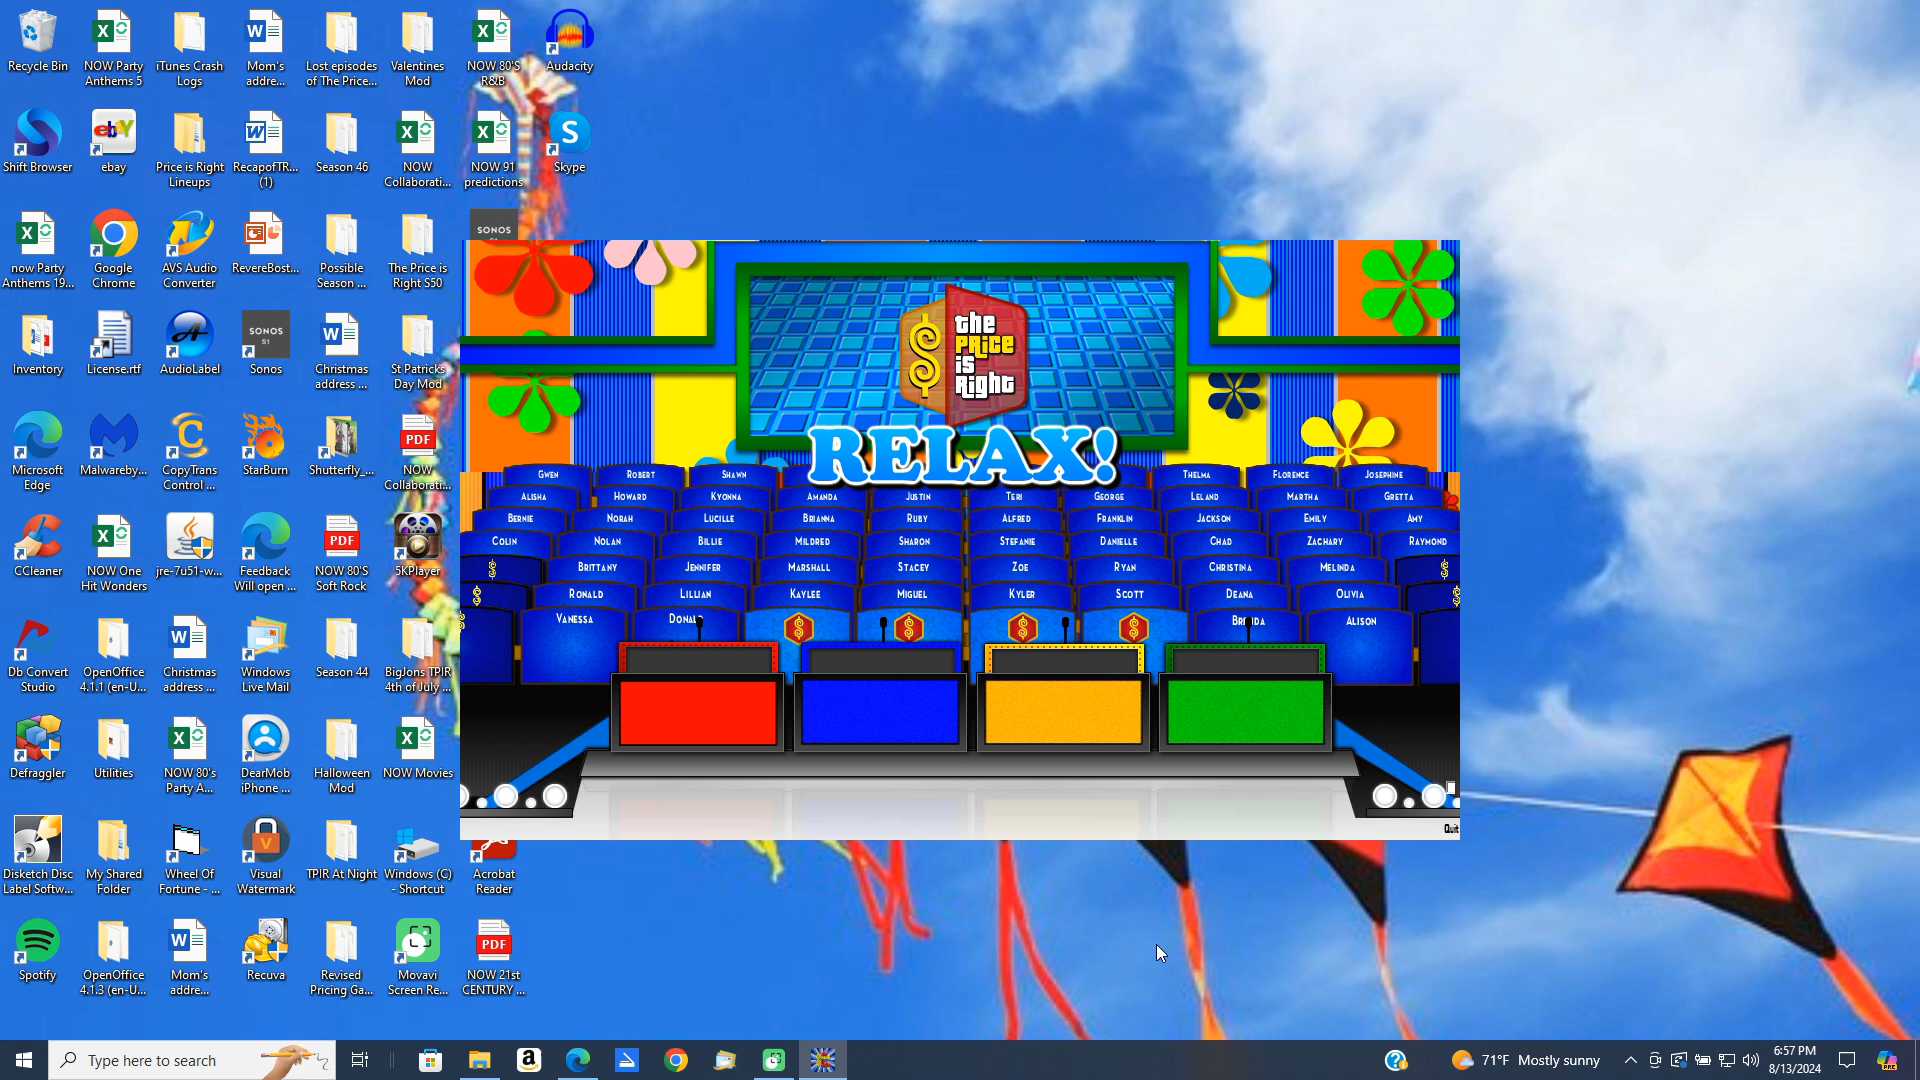 Recycle Bin
NOW Party
Anthems 5
iTunes Crash
Logs
Mom's
addre...
Lost episodes
of The Price...
Valentines
Mod
NOW 80'S
R&B
Audacity
Shift Browser
ebay
Price is Right
Lineups
RecapofTR...
(1)
Season 46
NOW
Collaborati...
NOW 91
predictions
Skype
now Party
Anthems 19...
Google
Chrome
AVS Audio
Converter
RevereBost...
Possible
Season ...
The Price is
Right S50
SONOS
Inventory
License.rtf
AudioLabel
SONOS
S1
Sonos
Christmas
address ...
St Patricks
Day Mod
Microsoft
Edge
Malwareby...
CopyTrans
Control ...
StarBurn
Shutterfly_...
PDF
NOW
Collaborati...
CCleaner
NOW One
Hit Wonders
jre-7u51-w...
Feedback
Will open ...
PDF
NOW 80'S
Soft Rock
5KPlayer
Db Convert
Studio
OpenOffice
4.1.1 (en-U...
Christmas
address ...
Windows
Live Mail
Season 44
BigJons TPIR
4th of July ...
Defraggler
Utilities
NOW 80's
Party A...
DearMob
iPhone ...
Halloween
Mod
NOW Movies
Disketch Disc
Label Softw...
My Shared
Folder
Wheel Of
Fortune - ...
Visual
Watermark
TPIR At Night
Windows (C)
- Shortcut
Acrobat
Reader
Spotify
OpenOffice
4.1.3 (en-U...
Mom's
addre...
Recuva
Revised
Pricing Ga...
Movavi
Screen Re...
PDF
NOW 21st
CENTURY ...
the
PRICE
is
Right
RELAX!
GWEN ROBERT SHAWN THELMA FLORENCE JOSEPHINE
ALISHA HOWARD KYONNA AMANDA JUSTIN TERI GEORGE LELAND MARTHA GRETTA
BERNIE NORAH LUCILLE BRIANNA RUBY ALFRED FRANKLIN JACKSON EMILY AMY
COLIN NOLAN BILLIE MILDRED SHARON STEFANIE DANIELLE CHAD ZACHARY RAYMOND
BRITTANY JENNIFER MARSHALL STACEY ZOE RYAN CHRISTINA MELINDA
RONALD LILLIAN KAYLEE MIGUEL KYLER SCOTT DEANA OLIVIA
VANESSA DONALD BRENDA ALISON
Quit
Type here to search
71°F Mostly sunny
6:57 PM
8/13/2024